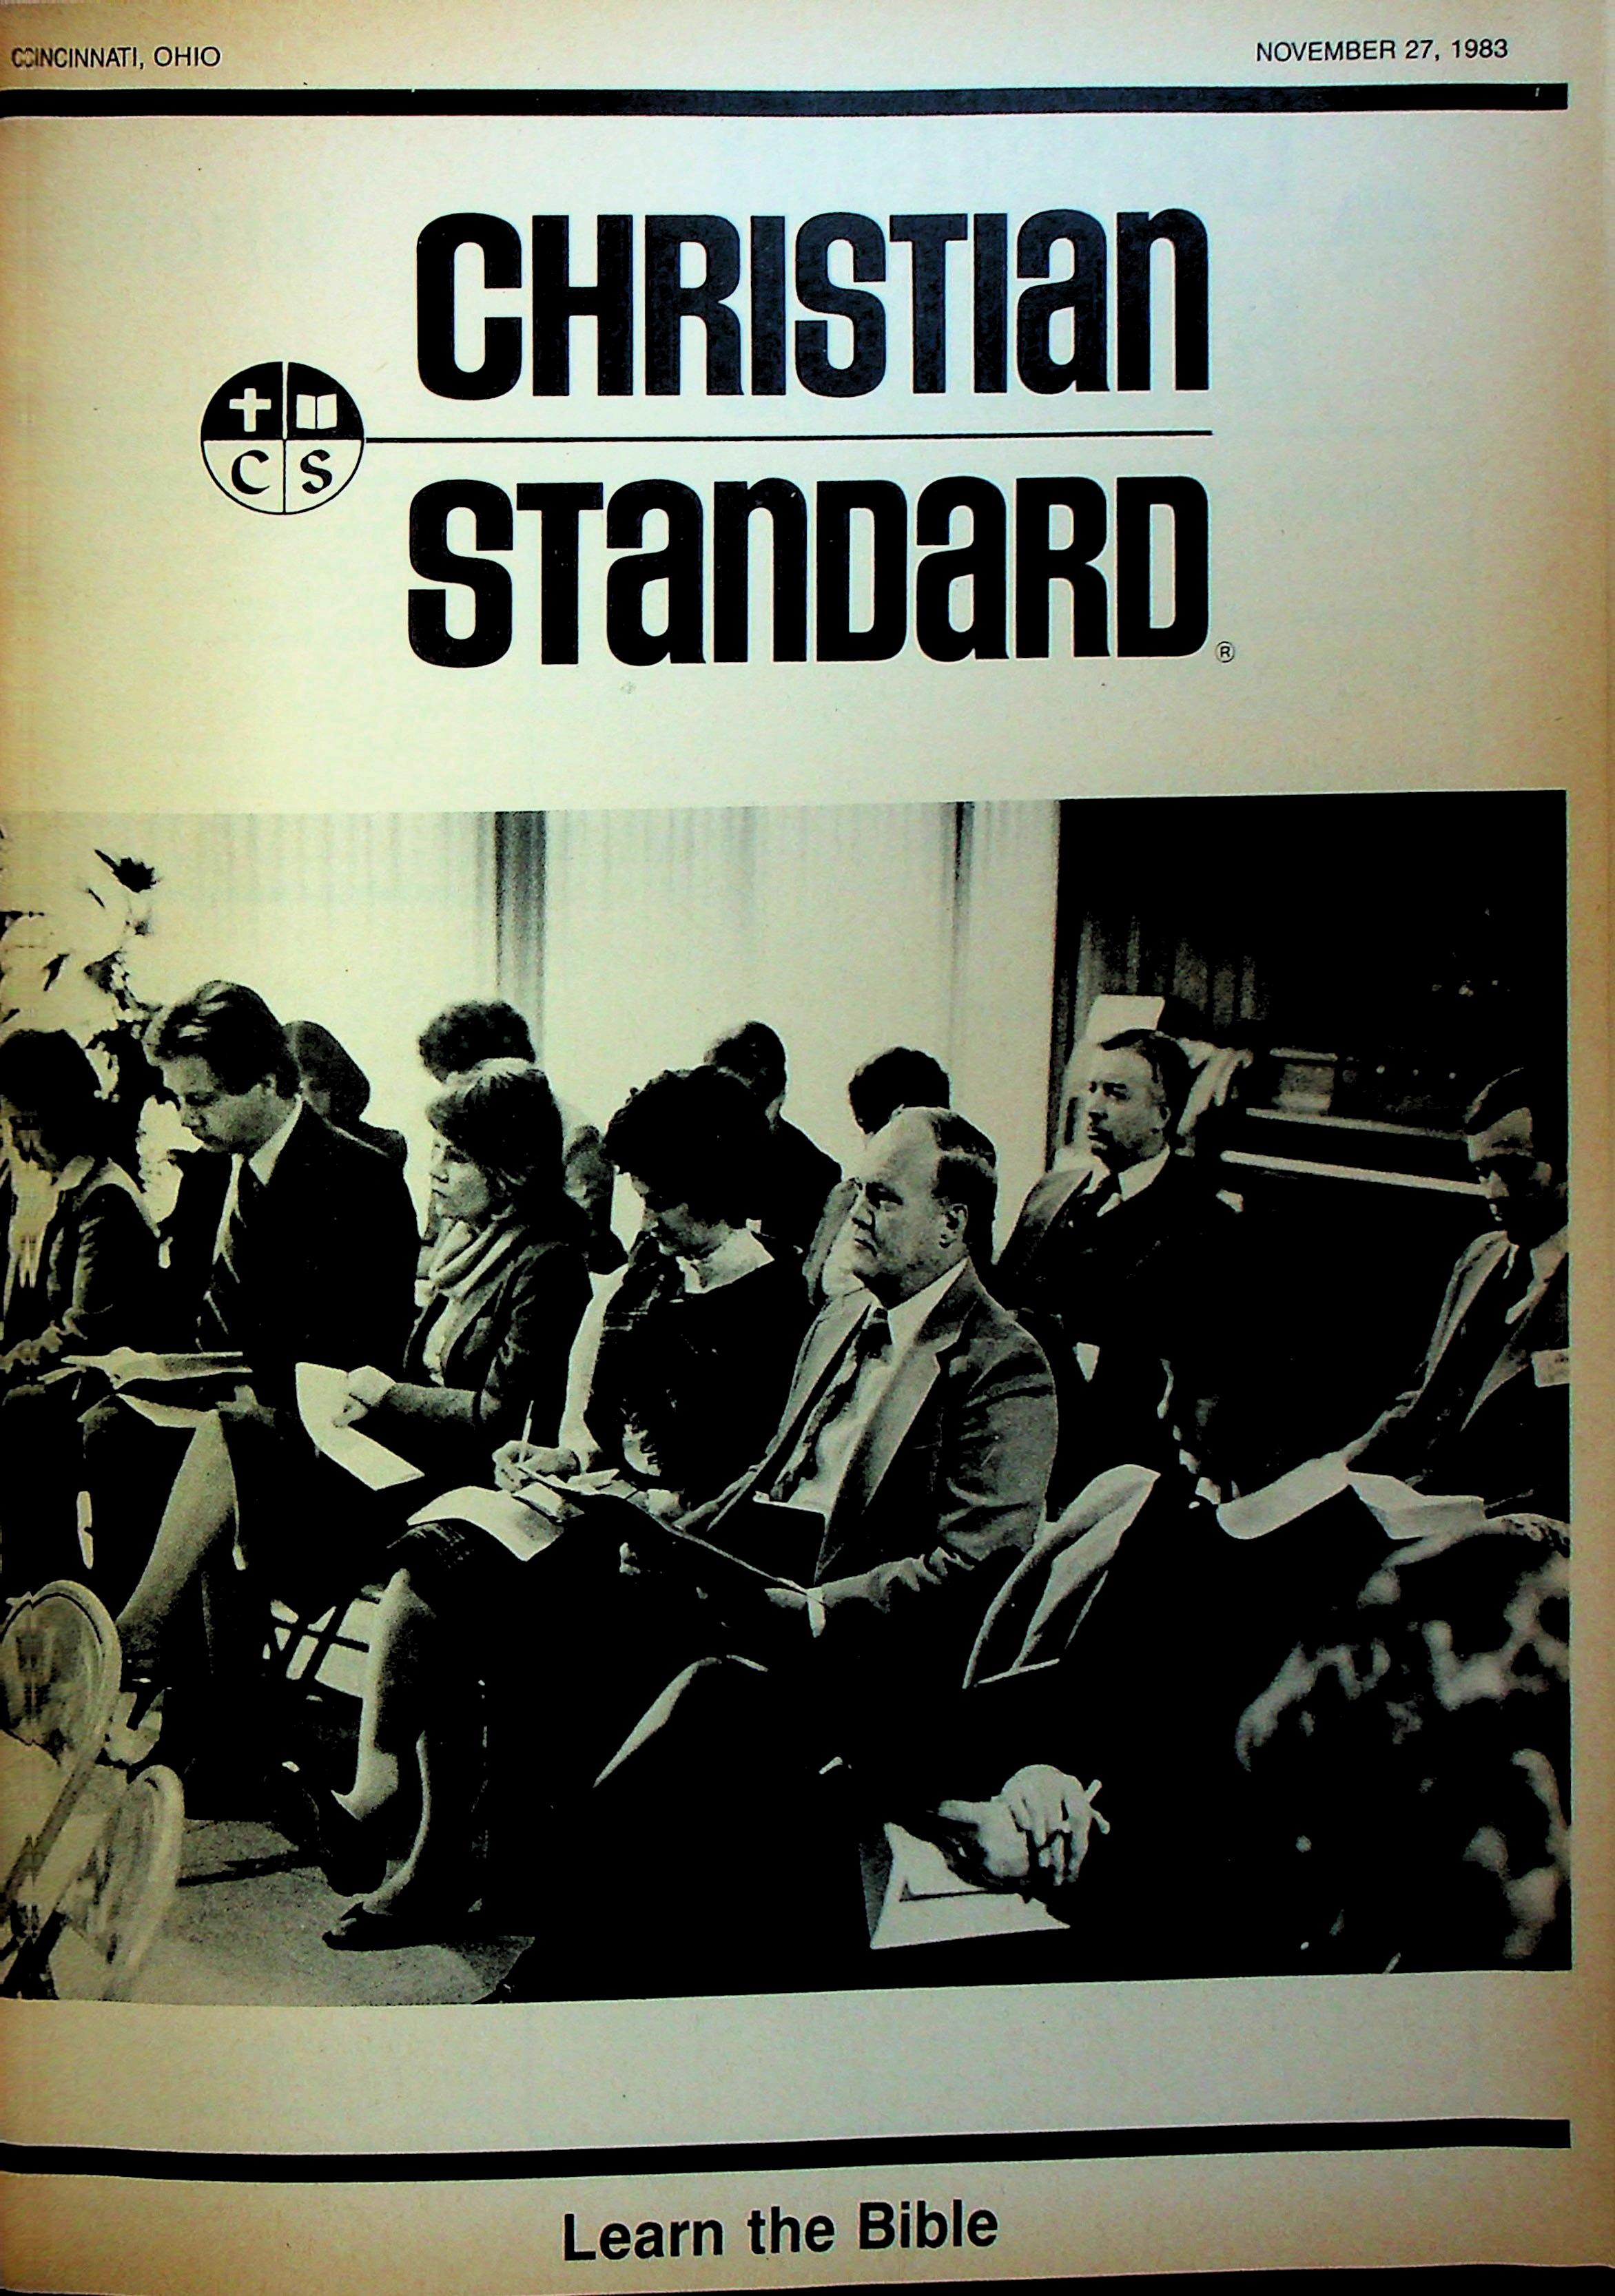 CINCINNATI, OHIO
NOVEMBER 27, 1983
CHRISTIAN
C S
STANDARD®
Learn the Bible